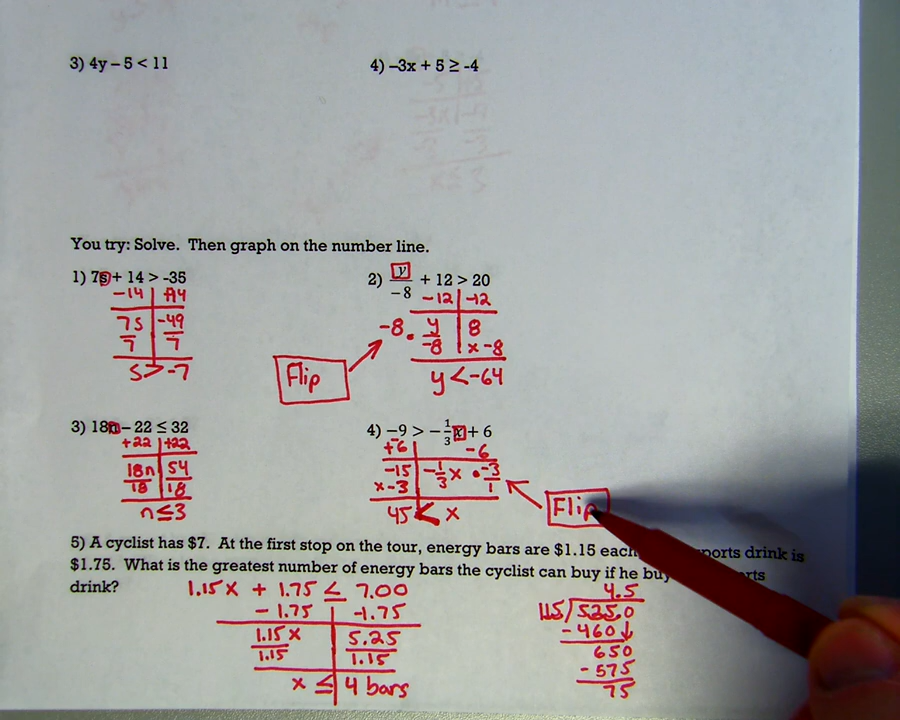 3) 4y – 5 < 11
4) –3x + 5 ≥ -4
You try: Solve. Then graph on the number line.
1) 7s + 14 > -35
-14 | -14
7s | -49
7 | 7
s > -7
2) y/-8 + 12 > 20
-12 | -12
-8 · y/-8 | 8
x -8
y < -64
Flip
3) 18n – 22 ≤ 32
+22 | +22
18n | 54
18 | 18
n ≤ 3
4) –9 > –1/3x + 6
-6
-15 | -1/3 x · -3/1
x -3
45 < x
Flip
5) A cyclist has $7. At the first stop on the tour, energy bars are $1.15 each ports drink is
$1.75. What is the greatest number of energy bars the cyclist can buy if he buy rts
drink?
1.15x + 1.75 ≤ 7.00
- 1.75 | -1.75
1.15x | 5.25
1.15 | 1.15
x ≤ 4 bars
4.5
115/525.0
-460
650
-575
75